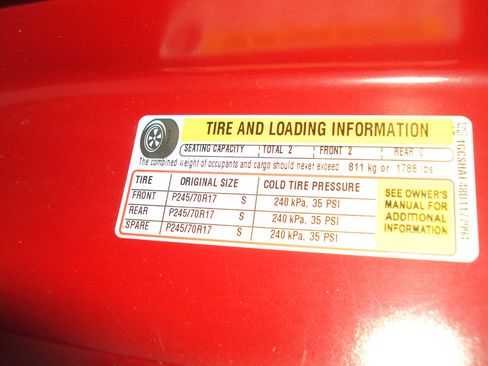 TIRE AND LOADING INFORMATION
SEATING CAPACITY TOTAL 2 FRONT 2 REAR 0
The combined weight of occupants and cargo should never exceed 811 kg or 1788 lbs
TIRE ORIGINAL SIZE COLD TIRE PRESSURE
FRONT P245/70R17 S 240 kPa, 35 PSI
REAR P245/70R17 S 240 kPa, 35 PSI
SPARE P245/70R17 S 240 kPa, 35 PSI
SEE OWNER'S
MANUAL FOR
ADDITIONAL
INFORMATION